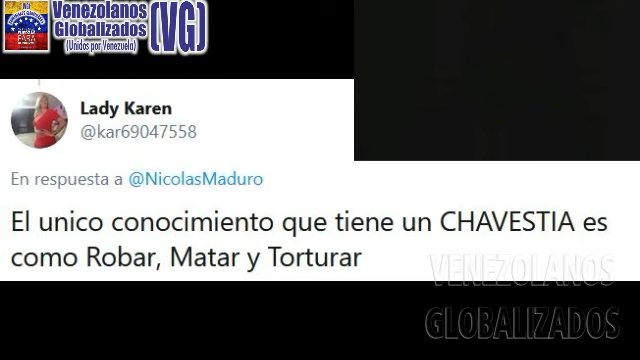 Venezolanos
Globalizados
(Unidos por Venezuela)
(VG)
Lady Karen
@kar69047558
En respuesta a @NicolasMaduro
El unico conocimiento que tiene un CHAVESTIA es
como Robar, Matar y Torturar
VENEZOLANOS
GLOBALIZADOS